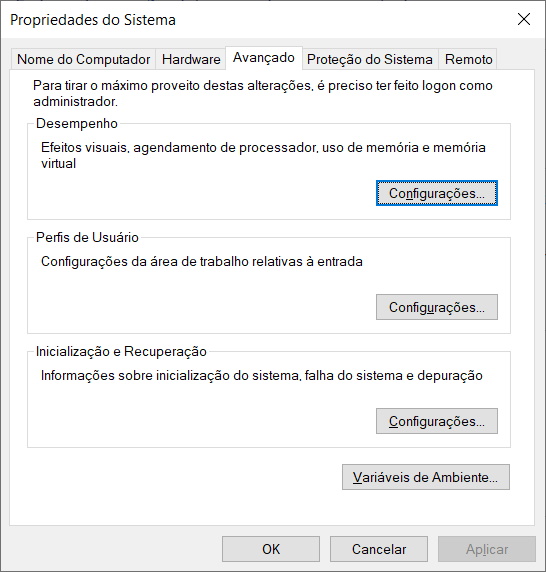 Propriedades do Sistema
Nome do Computador Hardware Avançado Proteção do Sistema Remoto
Para tirar o máximo proveito destas alterações, é preciso ter feito logon como
administrador.
Desempenho
Efeitos visuais, agendamento de processador, uso de memória e memória
virtual
Configurações...
Perfis de Usuário
Configurações da área de trabalho relativas à entrada
Configurações...
Inicialização e Recuperação
Informações sobre inicialização do sistema, falha do sistema e depuração
Configurações...
Variáveis de Ambiente...
OK Cancelar Aplicar